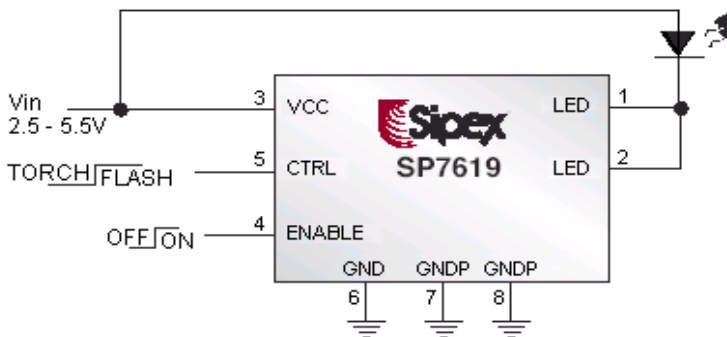 Vin
2.5 - 5.5V
3
VCC
Sipex
SP7619
LED
1
TORCH FLASH
5
CTRL
LED
2
OFF ON
4
ENABLE
GND
GNDP
GNDP
6
7
8